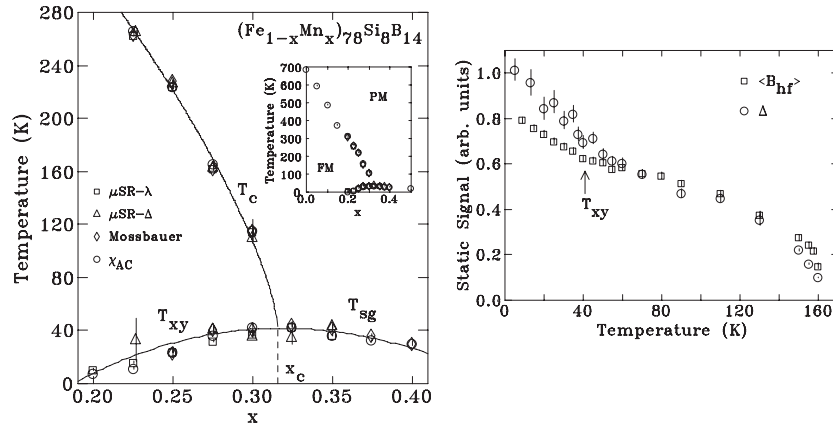 (Fe1-xMnx)78Si8B14
280
240
200
160
120
80
40
0
Temperature (K)
0.20 0.25 0.30 0.35 0.40
x
Tc
Txy
Tsg
xc
□ μSR-λ
△ μSR-Δ
◊ Mossbauer
○ χAC
700
600
500
400
300
200
100
0
Temperature (K)
PM
FM
0.0 0.2 0.4
x
1.0
0.8
0.6
0.4
0.2
0.0
Static Signal (arb. units)
□ <Bhf>
○ Δ
Txy
0 40 80 120 160
Temperature (K)